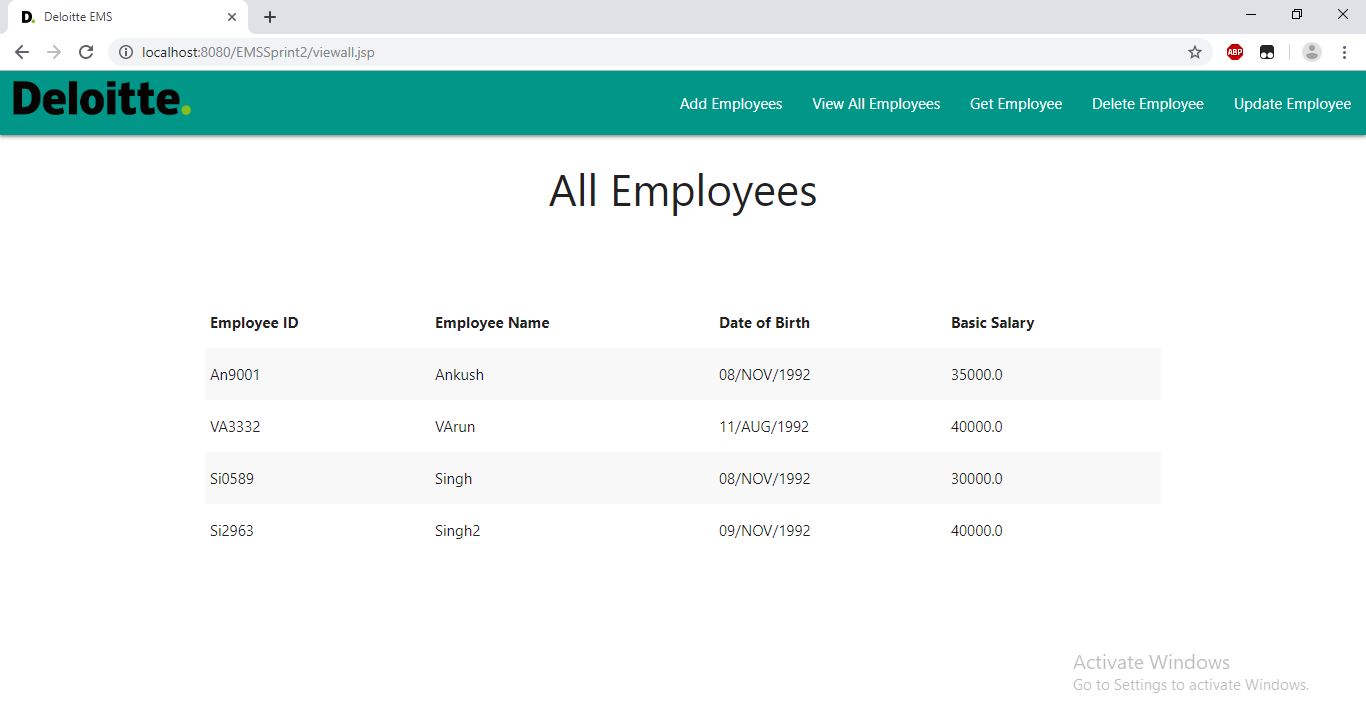 D. Deloitte EMS
localhost:8080/EMSSprint2/viewall.jsp
ABP
Deloitte.
Add Employees View All Employees Get Employee Delete Employee Update Employee
All Employees
Employee ID Employee Name Date of Birth Basic Salary
An9001 Ankush 08/NOV/1992 35000.0
VA3332 VArun 11/AUG/1992 40000.0
Si0589 Singh 08/NOV/1992 30000.0
Si2963 Singh2 09/NOV/1992 40000.0
Activate Windows
Go to Settings to activate Windows.